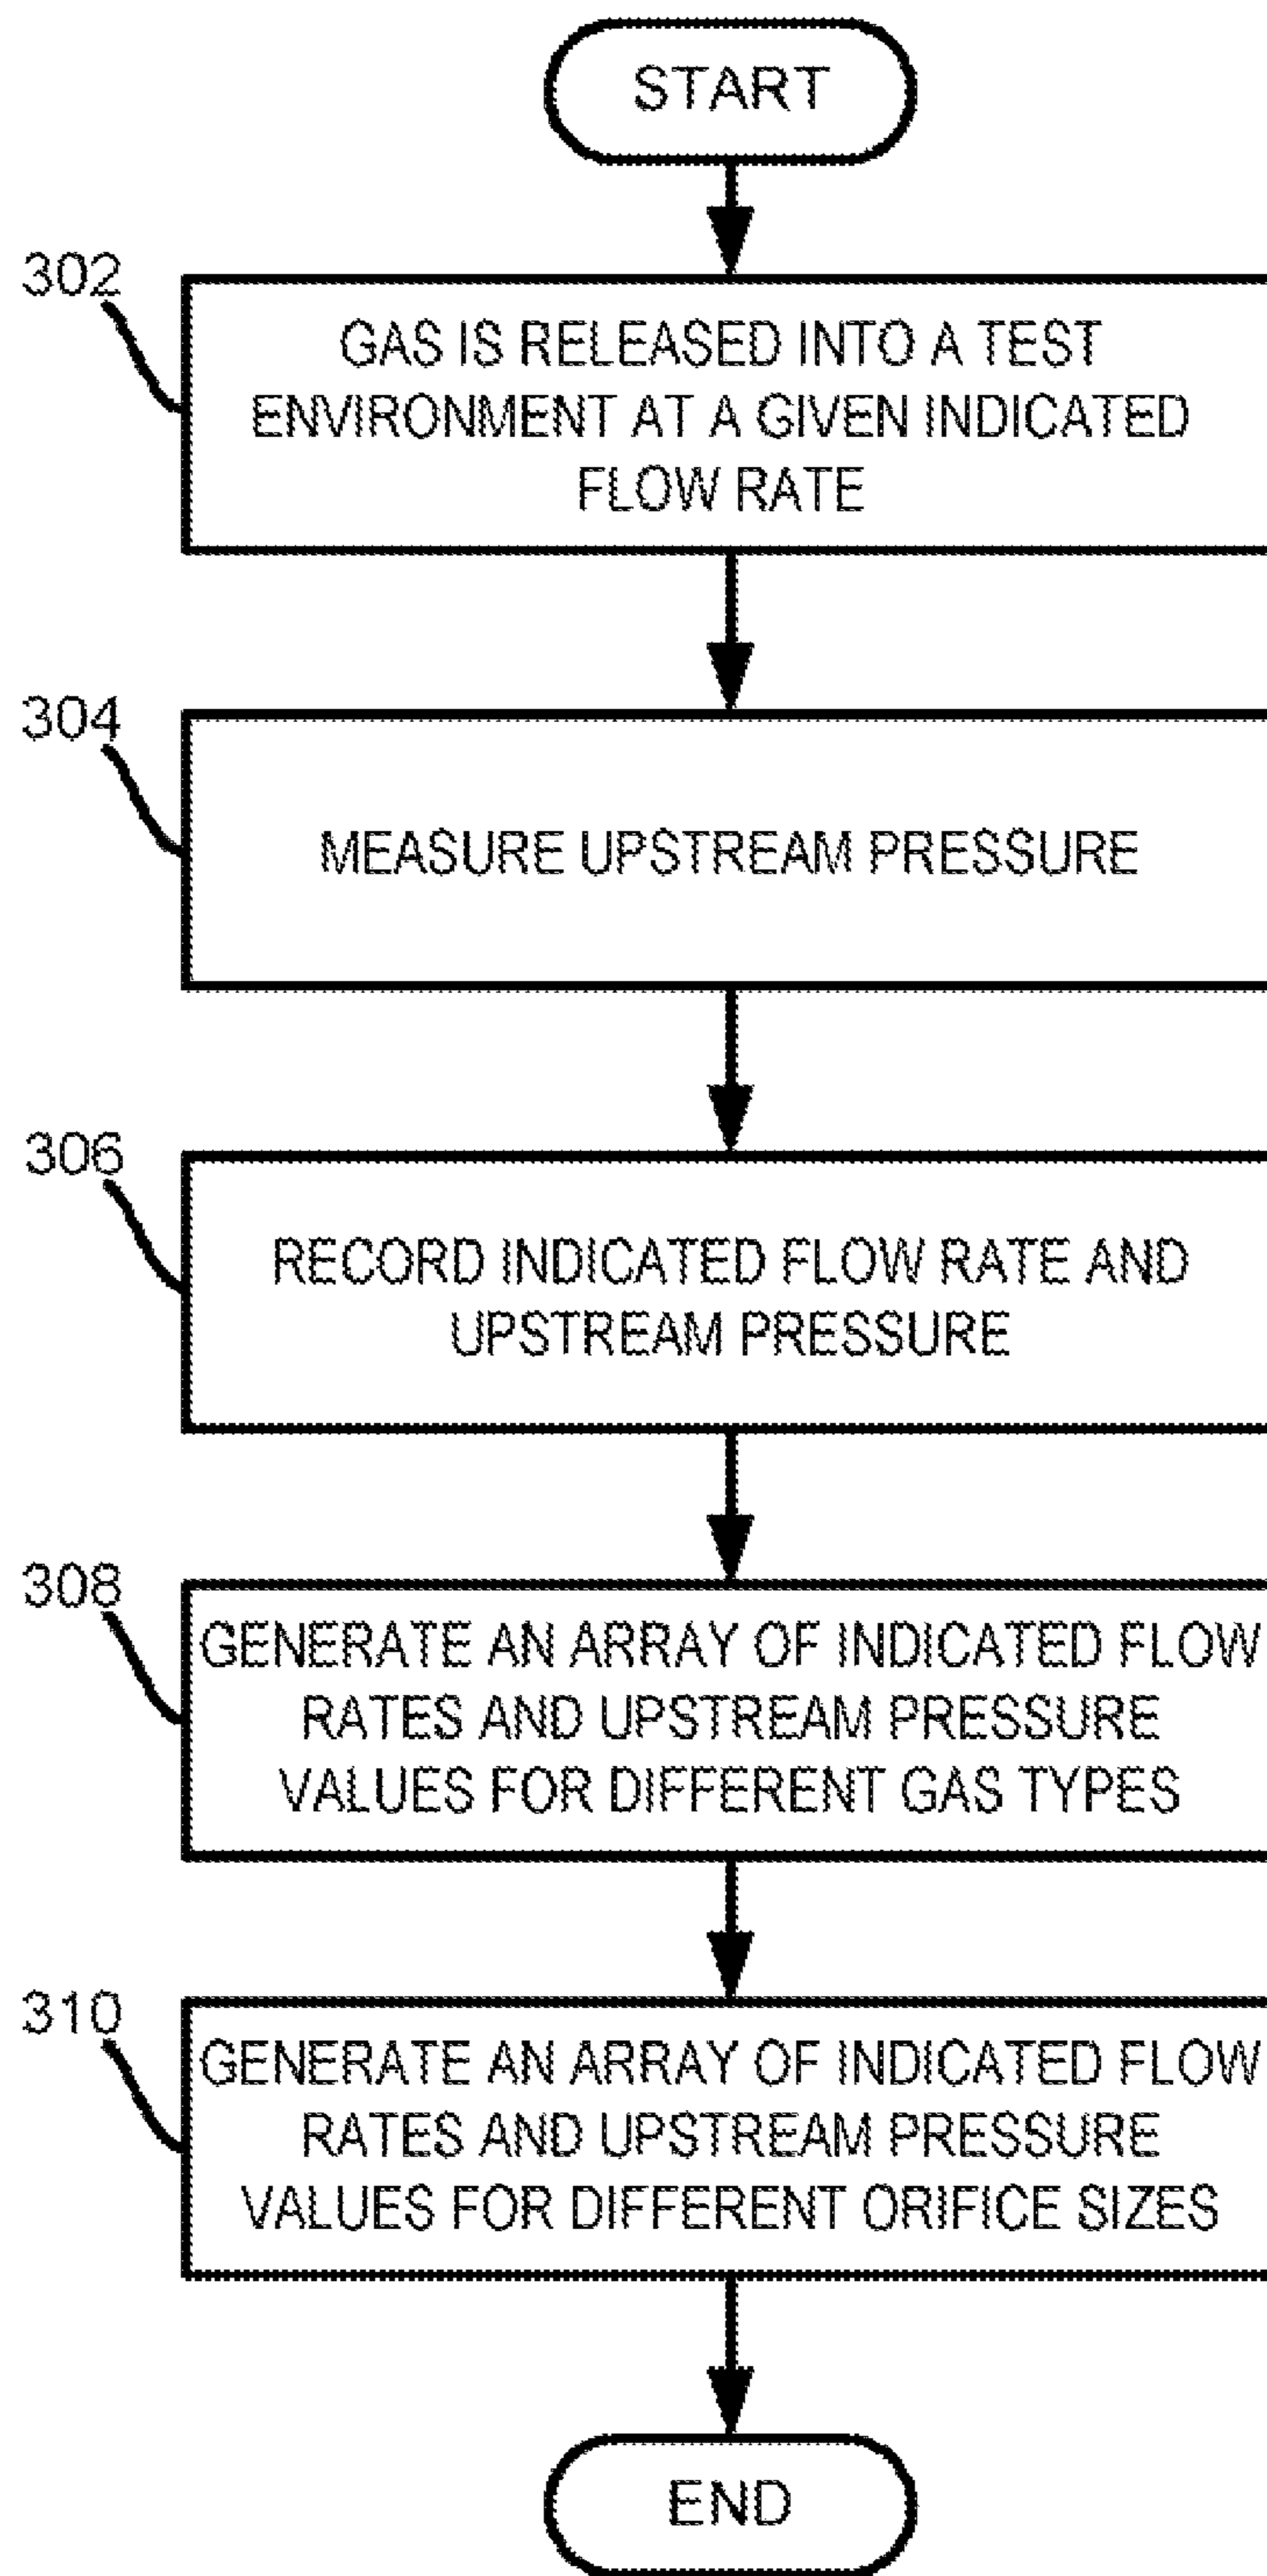 START
302
GAS IS RELEASED INTO A TEST
ENVIRONMENT AT A GIVEN INDICATED
FLOW RATE
304
MEASURE UPSTREAM PRESSURE
306
RECORD INDICATED FLOW RATE AND
UPSTREAM PRESSURE
308
GENERATE AN ARRAY OF INDICATED FLOW
RATES AND UPSTREAM PRESSURE
VALUES FOR DIFFERENT GAS TYPES
310
GENERATE AN ARRAY OF INDICATED FLOW
RATES AND UPSTREAM PRESSURE
VALUES FOR DIFFERENT ORIFICE SIZES
END